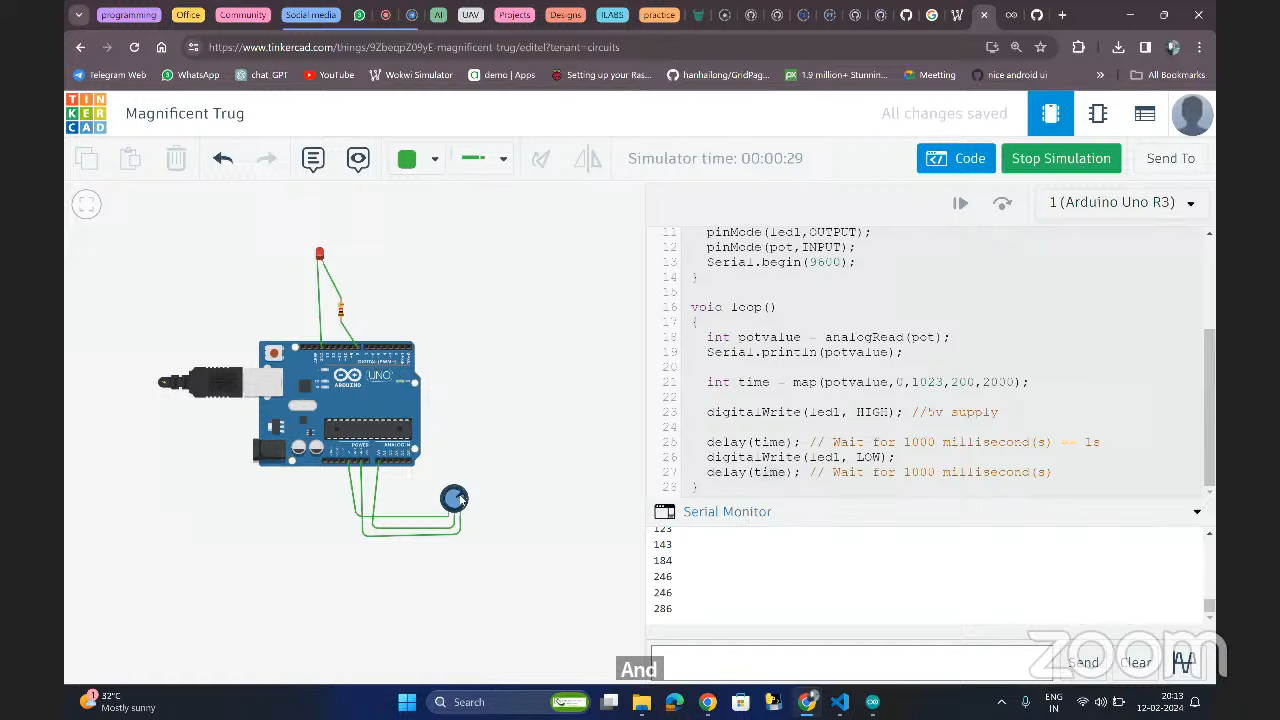 programming Office Community Social media AI UAV Projects Designs ILABS practice
https://www.tinkercad.com/things/9ZbeqpZ09yE-magnificent-trug/editel?tenant=circuits
Telegram Web WhatsApp chat_GPT YouTube Wokwi Simulator demo | Apps Setting up your Ras... hanhailong/GridPag... 1.9 million+ Stunnin... Meetting nice android ui » All Bookmarks
TIN
KER
CAD
Magnificent Trug
All changes saved
Simulator time: 00:00:29
Code
Stop Simulation
Send To
1 (Arduino Uno R3)
11 pinMode(led1,OUTPUT);
12 pinMode(pot,INPUT);
13 Serial.begin(9600);
14 }
15
16 void loop()
17 {
18 int potvalue = analogRead(pot);
19 Serial.println(potvalue);
20
21 int time = map(potvalue,0,1023,200,2000);
22
23 digitalWrite(led1, HIGH); //5v supply
24
25 delay(time); // Wait for 1000 millisecond(s) == 1s
26 digitalWrite(led1, LOW);
27 delay(time); // Wait for 1000 millisecond(s)
28 }
Serial Monitor
123
143
184
246
246
286
Send
Clear
UNO
ARDUINO
POWER
ANALOG IN
And
zoom
32°C
Mostly sunny
Search
ENG
IN
20:13
12-02-2024